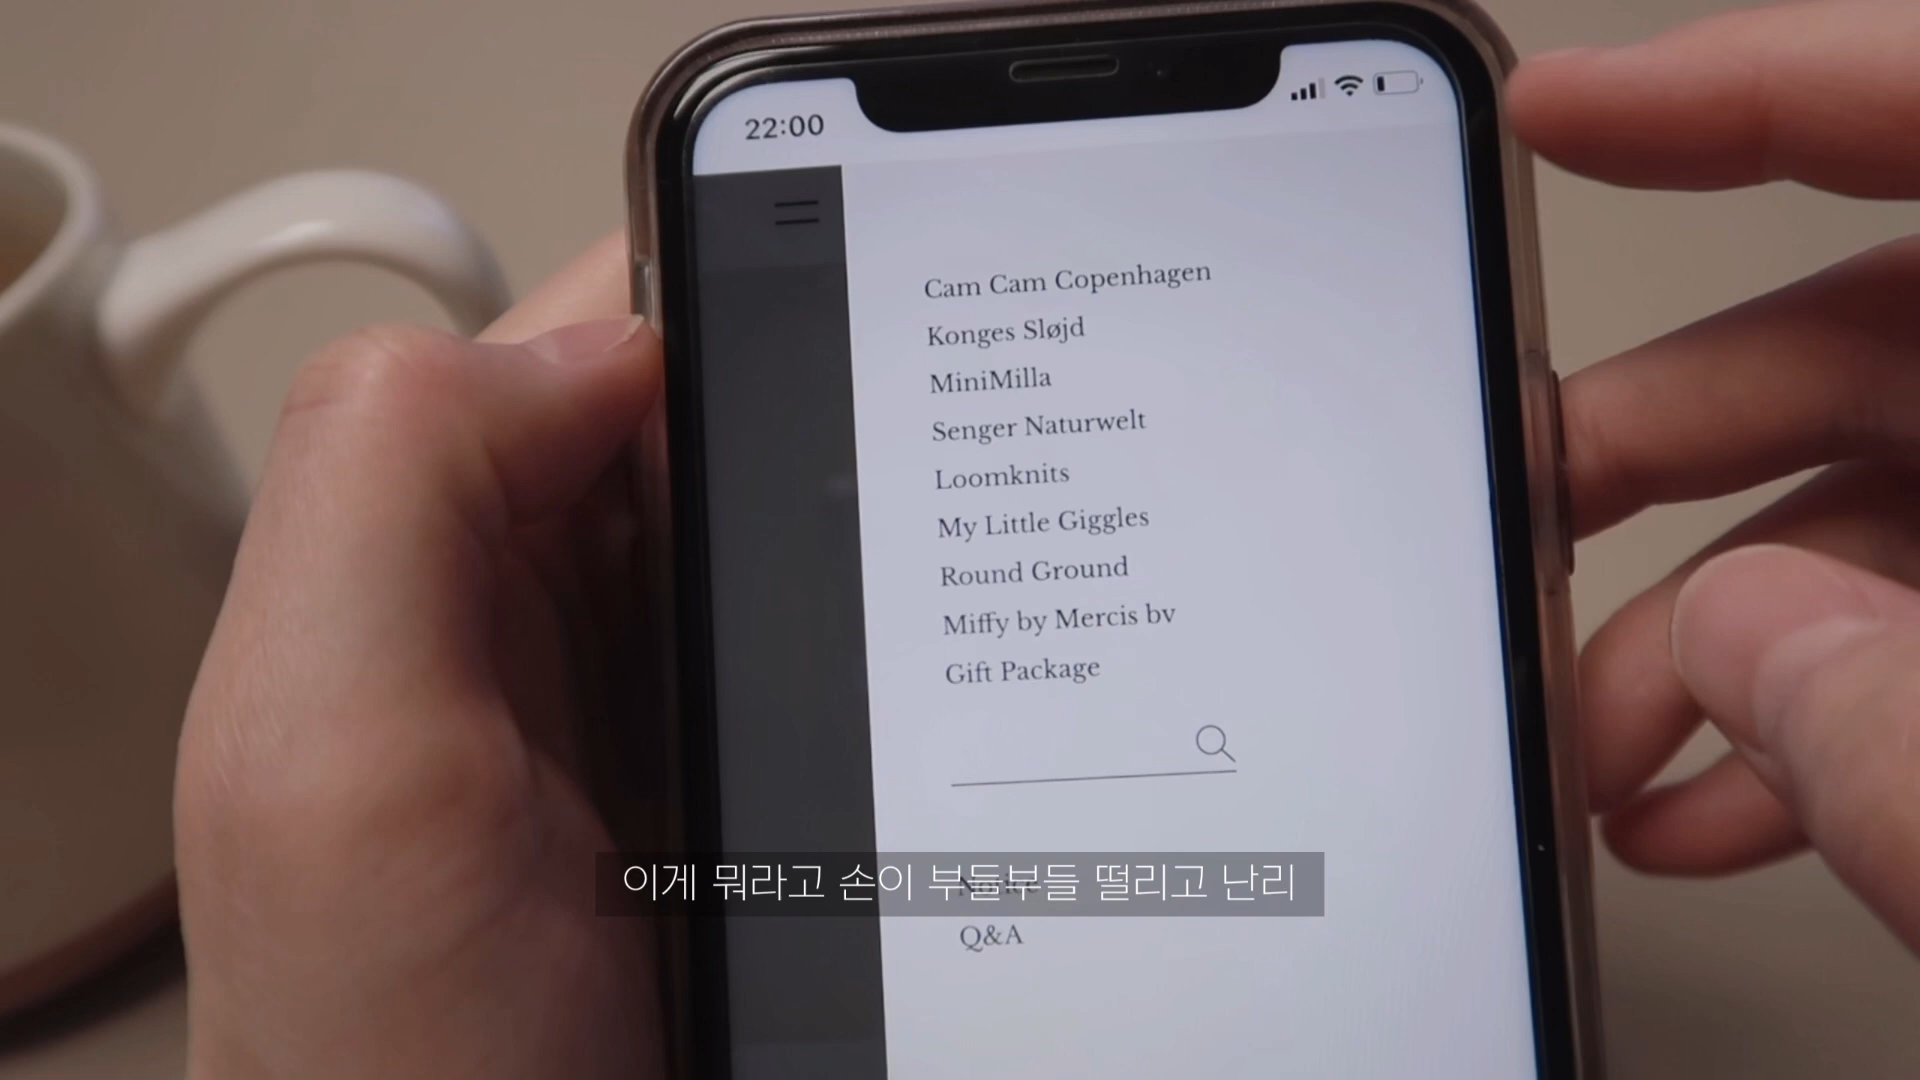 22:00
Cam Cam Copenhagen
Konges Sløjd
MiniMilla
Senger Naturwelt
Loomknits
My Little Giggles
Round Ground
Miffy by Mercis bv
Gift Package
Notice
이게 뭐라고 손이 부들부들 떨리고 난리
Q&A